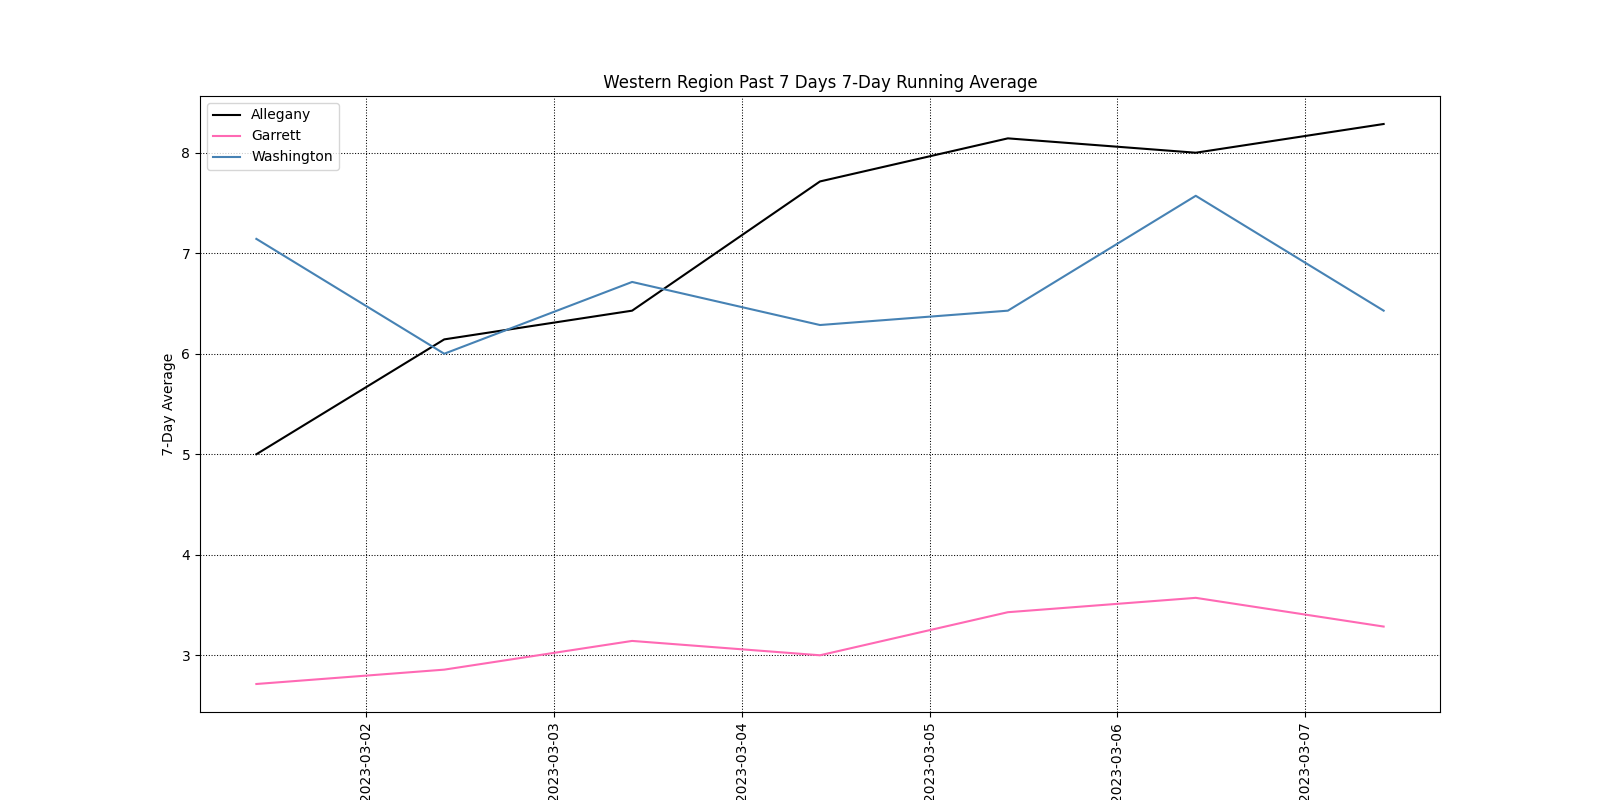 Western Region Past 7 Days 7-Day Running Average
Allegany
Garrett
Washington
7-Day Average
8
7
6
5
4
3
2023-03-02
2023-03-03
2023-03-04
2023-03-05
2023-03-06
2023-03-07